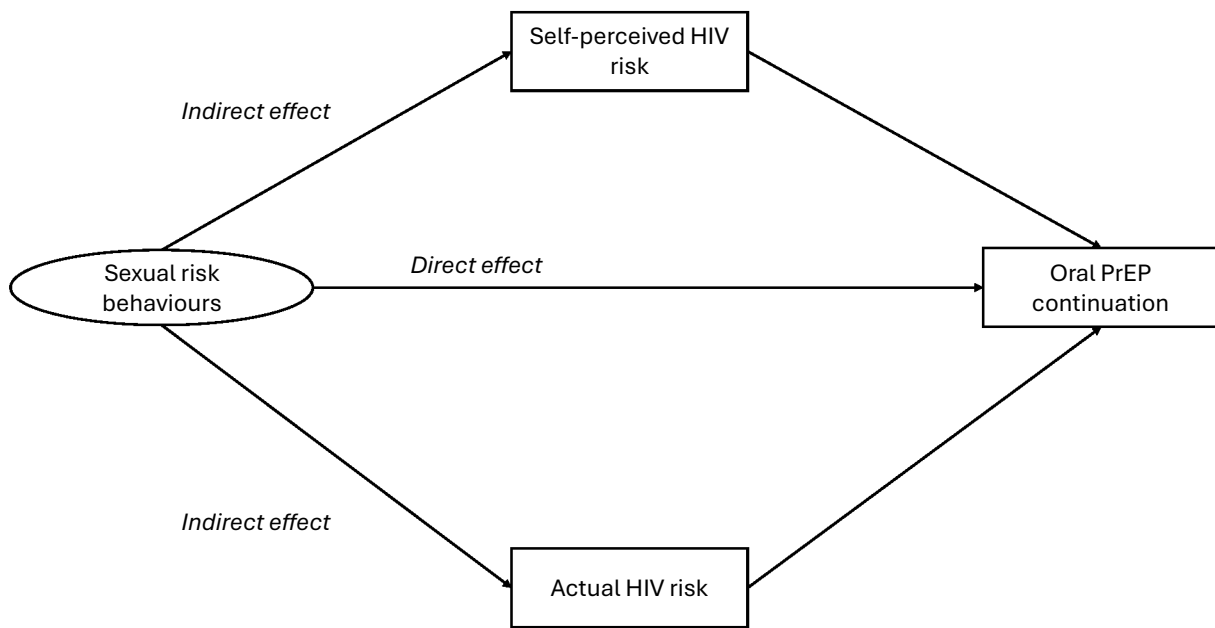 Self-perceived HIV
risk
Indirect effect
Direct effect
Sexual risk
behaviours
Oral PrEP
continuation
Indirect effect
Actual HIV risk